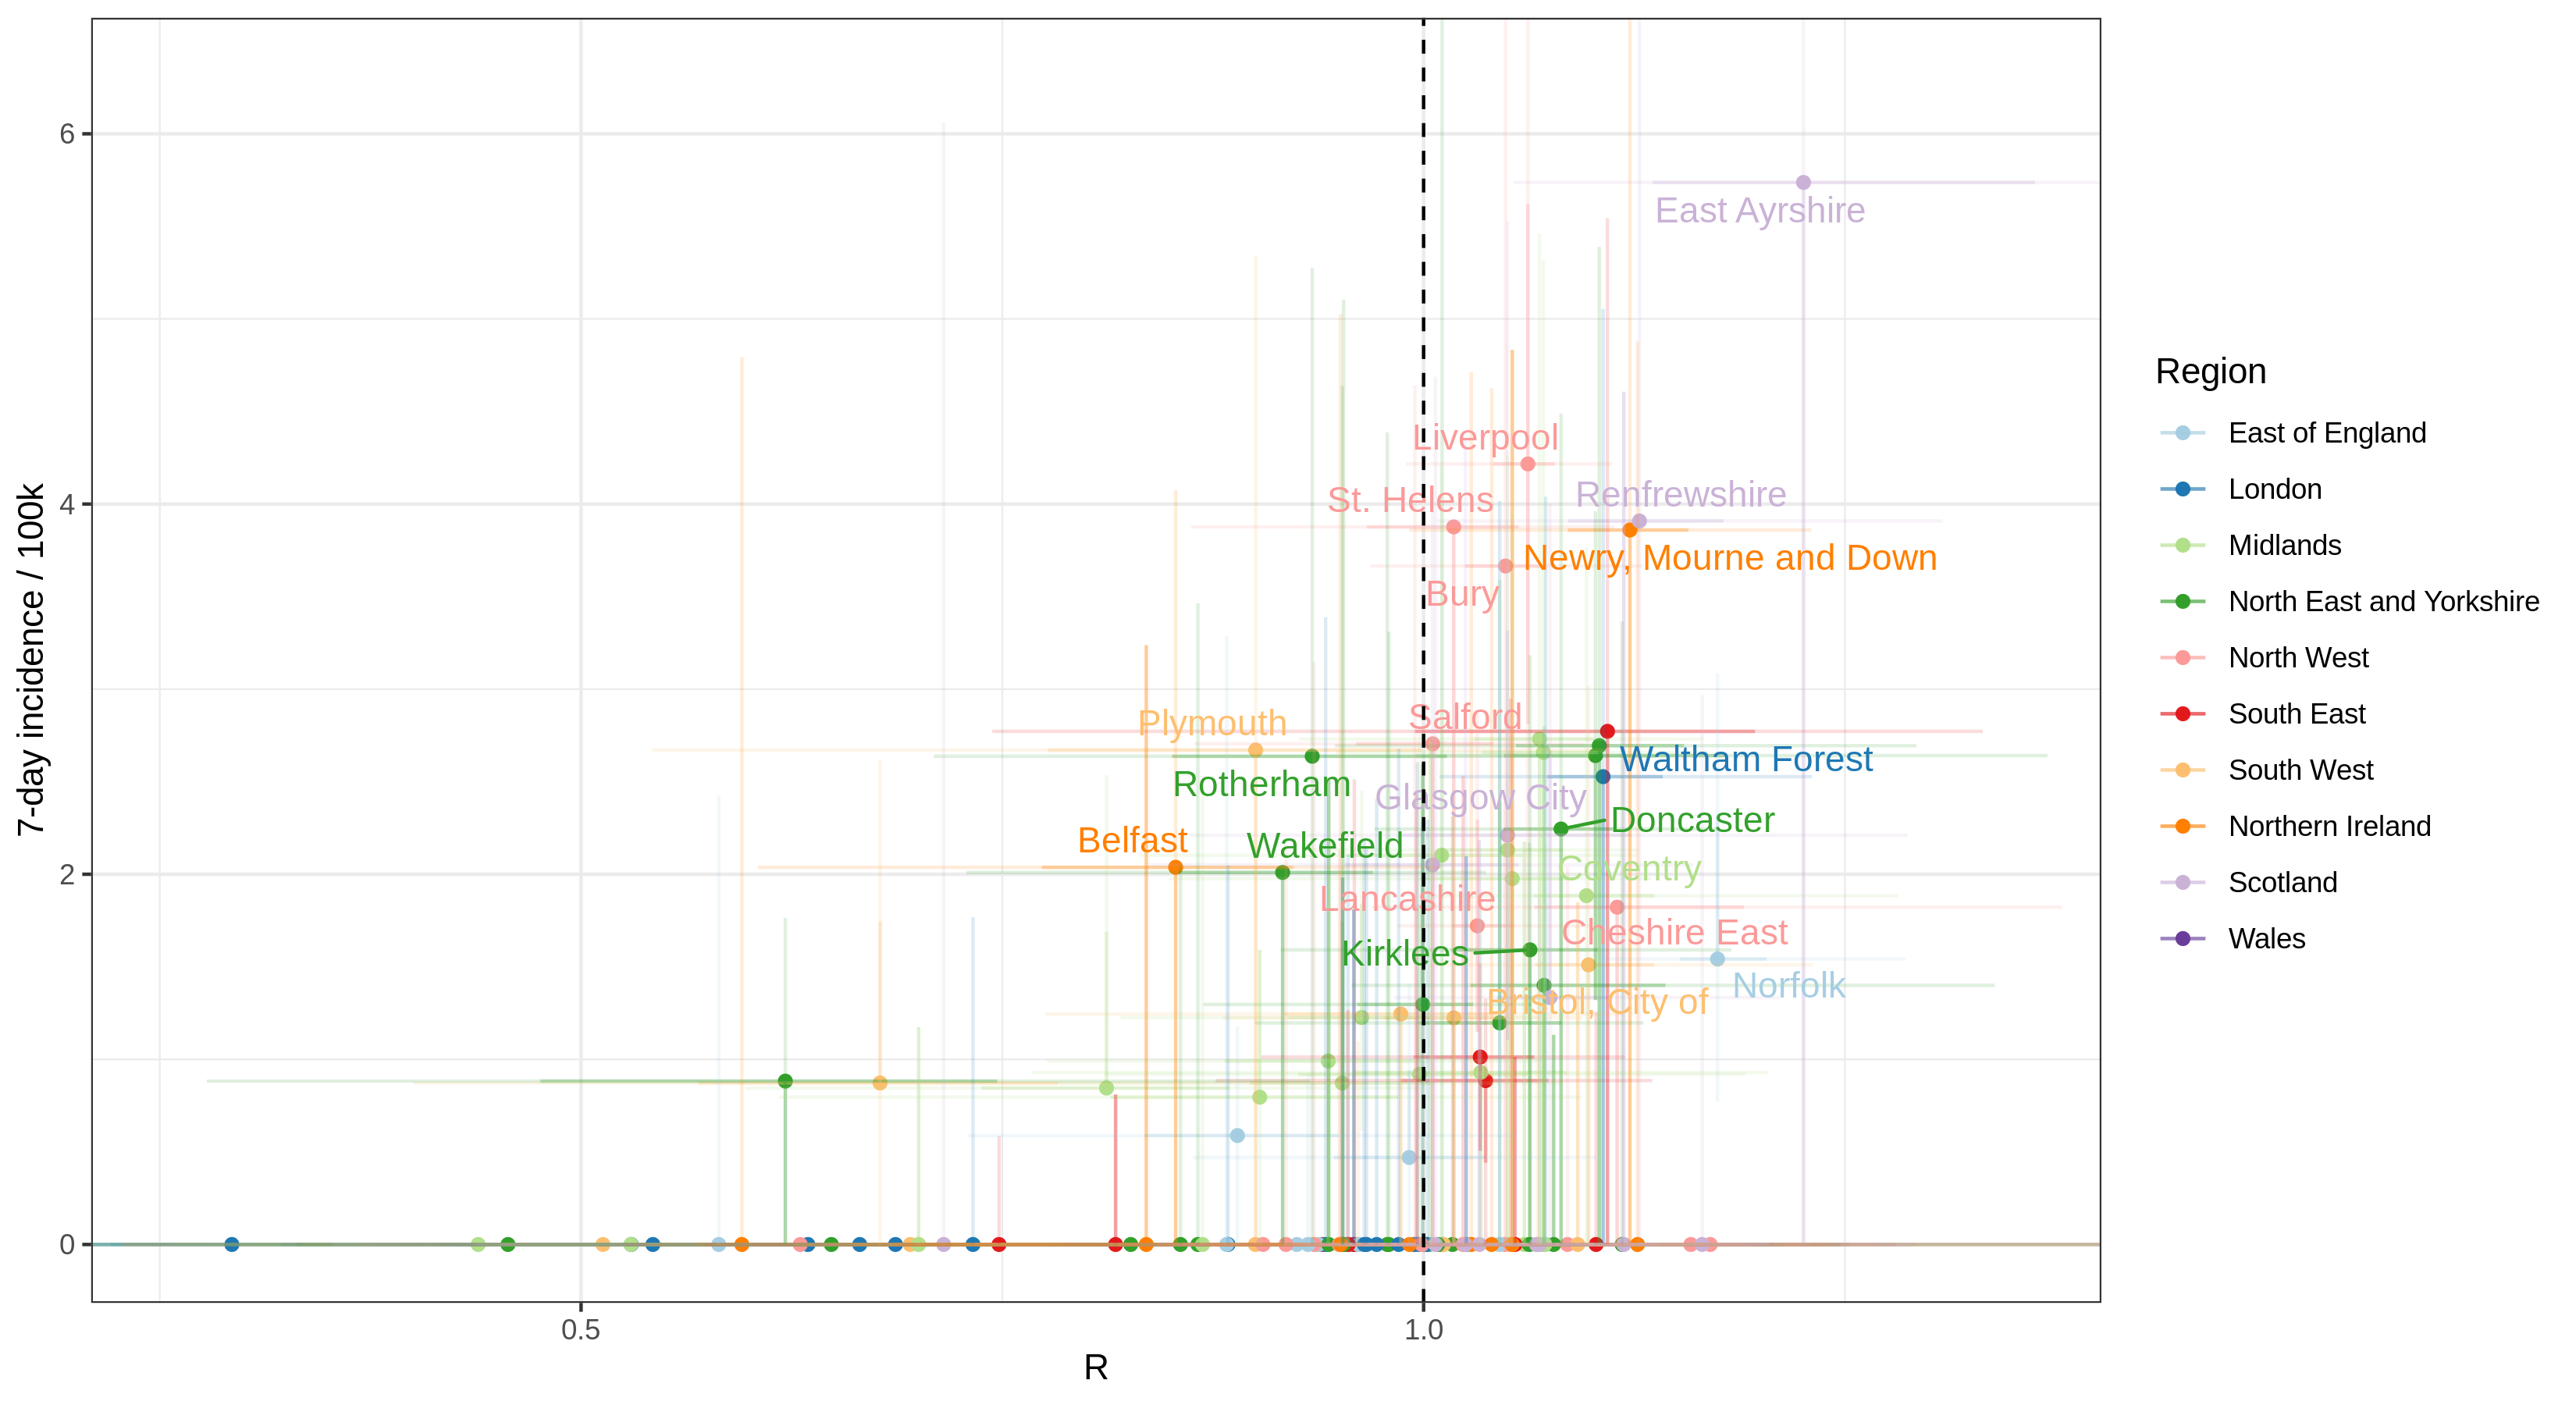 6
4
2
0
7-day incidence / 100k
East Ayrshire
Liverpool
Renfrewshire
St. Helens
Newry, Mourne and Down
Bury
Salford
Plymouth
Waltham Forest
Rotherham
Glasgow City
Doncaster
Belfast
Wakefield
Coventry
Lancashire
Cheshire East
Kirklees
Norfolk
Bristol, City of
0.5
1.0
R
Region
East of England
London
Midlands
North East and Yorkshire
North West
South East
South West
Northern Ireland
Scotland
Wales